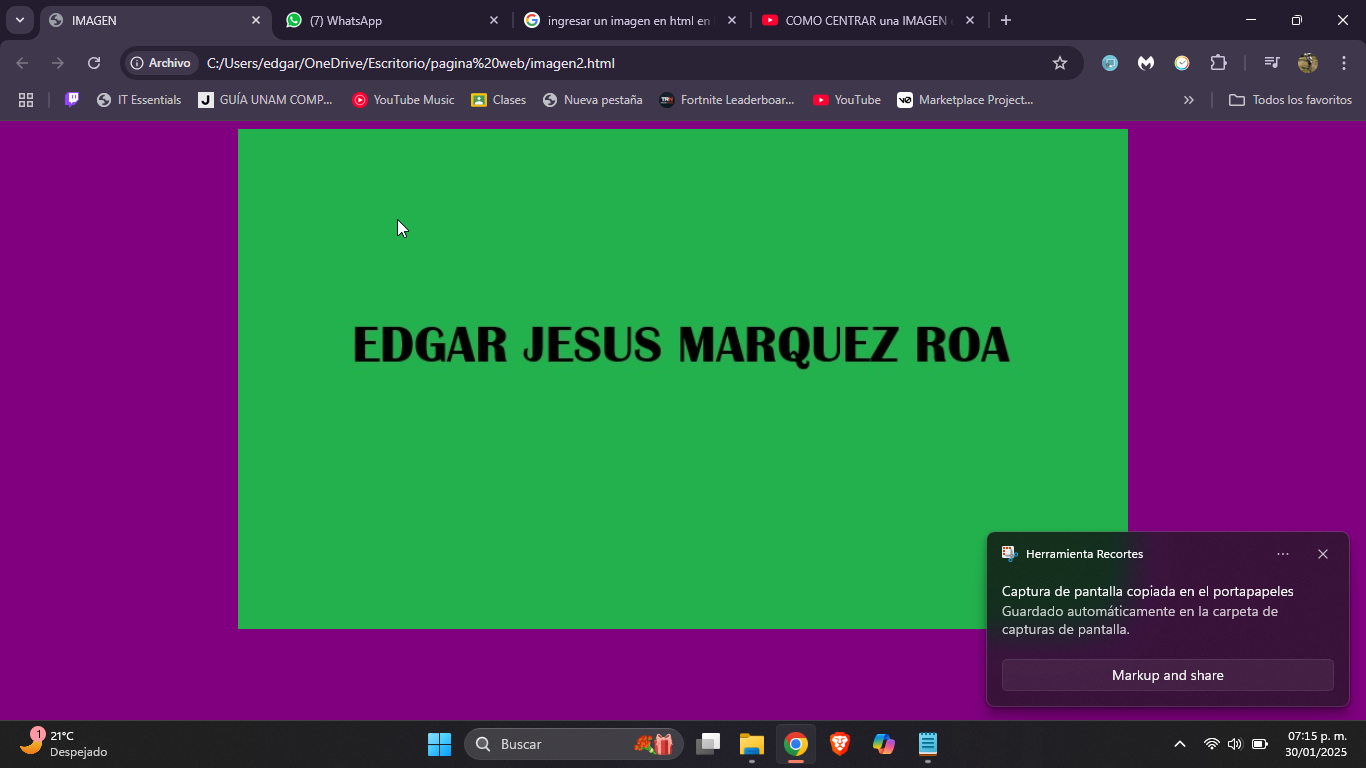 IMAGEN
(7) WhatsApp
ingresar un imagen en html en
COMO CENTRAR una IMAGEN
Archivo
C:/Users/edgar/OneDrive/Escritorio/pagina%20web/imagen2.html
IT Essentials
GUÍA UNAM COMP...
YouTube Music
Clases
Nueva pestaña
Fortnite Leaderboar...
YouTube
Marketplace Project...
Todos los favoritos
EDGAR JESUS MARQUEZ ROA
Herramienta Recortes
Captura de pantalla copiada en el portapapeles
Guardado automáticamente en la carpeta de
capturas de pantalla.
Markup and share
1
21°C
Despejado
Buscar
07:15 p. m.
30/01/2025